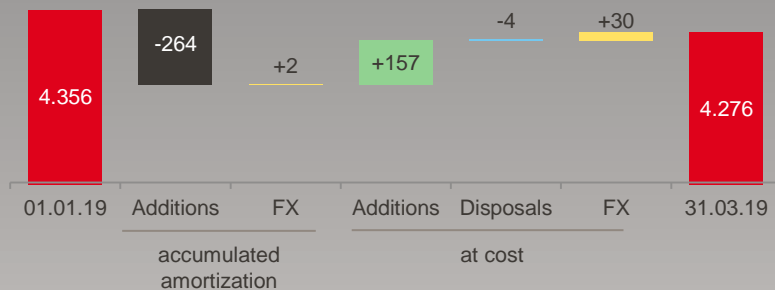 -4
+30
-264
+2
+157
4.356
4.276
01.01.19 Additions FX Additions Disposals FX 31.03.19
accumulated
amortization
at cost